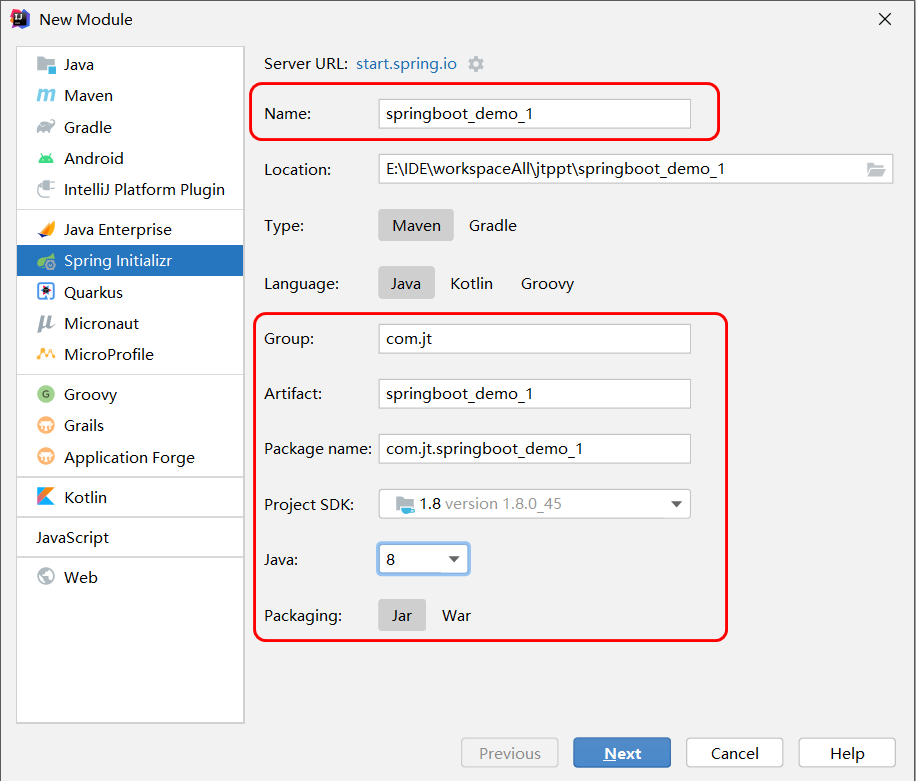 New Module
Java
Maven
Gradle
Android
IntelliJ Platform Plugin
Java Enterprise
Spring Initializr
Quarkus
Micronaut
MicroProfile
Groovy
Grails
Application Forge
Kotlin
JavaScript
Web
Server URL: start.spring.io
Name: springboot_demo_1
Location: E:\IDE\workspaceAll\jtppt\springboot_demo_1
Type: Maven Gradle
Language: Java Kotlin Groovy
Group: com.jt
Artifact: springboot_demo_1
Package name: com.jt.springboot_demo_1
Project SDK: 1.8 version 1.8.0_45
Java: 8
Packaging: Jar War
Previous Next Cancel Help